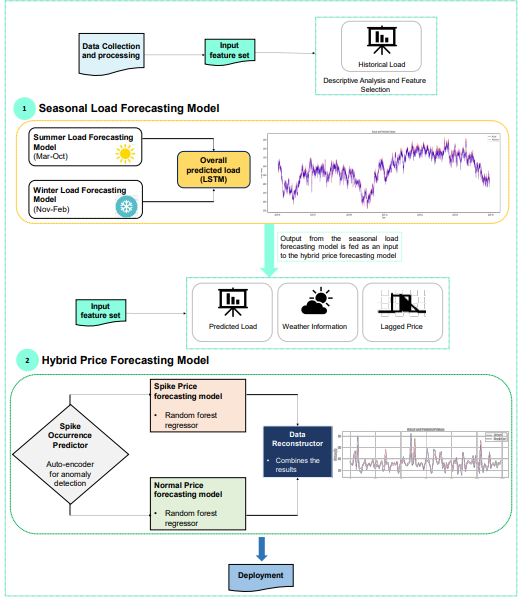 Data Collection
and processing
Input
feature set
Historical Load
Descriptive Analysis and Feature
Selection
1 Seasonal Load Forecasting Model
Summer Load Forecasting
Model
(Mar-Oct)
Winter Load Forecasting
Model
(Nov-Feb)
Overall
predicted load
(LSTM)
Output from the seasonal load
forecasting model is fed as an input
to the hybrid price forecasting model
Input
feature set
Predicted Load
Weather Information
Lagged Price
2 Hybrid Price Forecasting Model
Spike
Occurrence
Predictor
Auto-encoder
for anomaly
detection
Spike Price
forecasting model
• Random forest
regressor
Normal Price
forecasting model
• Random forest
regressor
Data
Reconstructor
• Combines the
results
Deployment